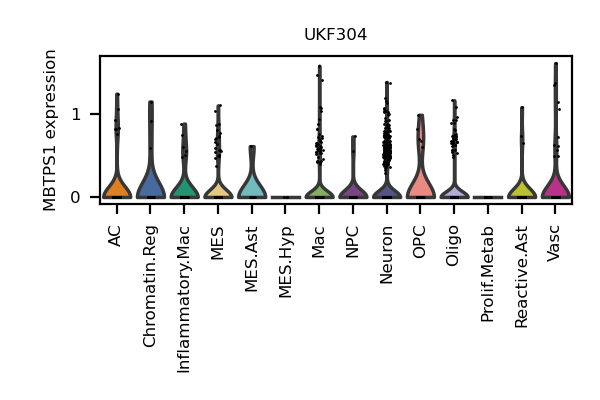 UKF304
MBTPS1 expression
1
0
AC
Chromatin.Reg
Inflammatory.Mac
MES
MES.Ast
MES.Hyp
Mac
NPC
Neuron
OPC
Oligo
Prolif.Metab
Reactive.Ast
Vasc